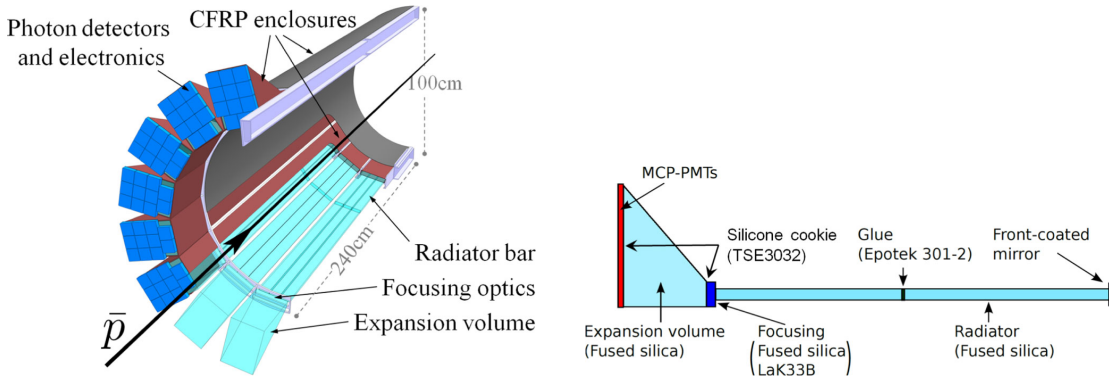 Photon detectors
and electronics
CFRP enclosures
100cm
240cm
Radiator bar
Focusing optics
Expansion volume
p̄
MCP-PMTs
Silicone cookie
(TSE3032)
Glue
(Epotek 301-2)
Front-coated
mirror
Expansion volume
(Fused silica)
Focusing
(Fused silica
LaK33B)
Radiator
(Fused silica)